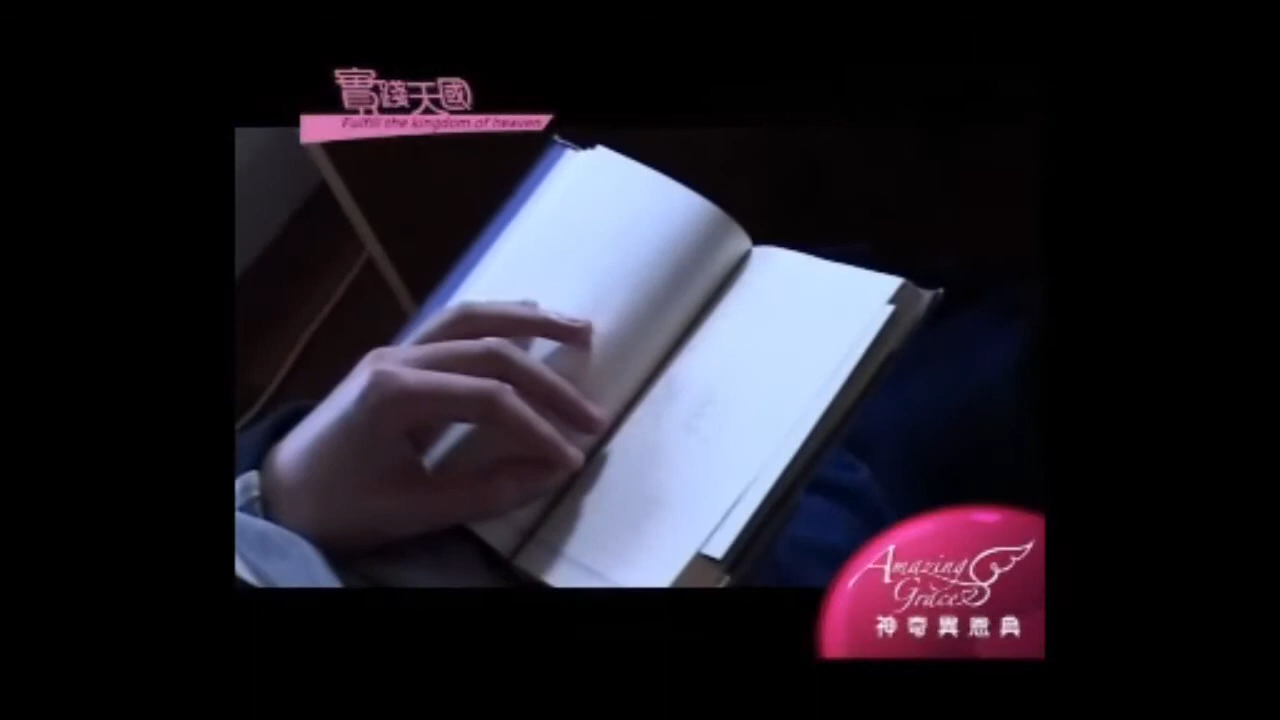 實踐天國
Fulfill the kingdom of heaven
Amazing
Grace
神奇異恩典